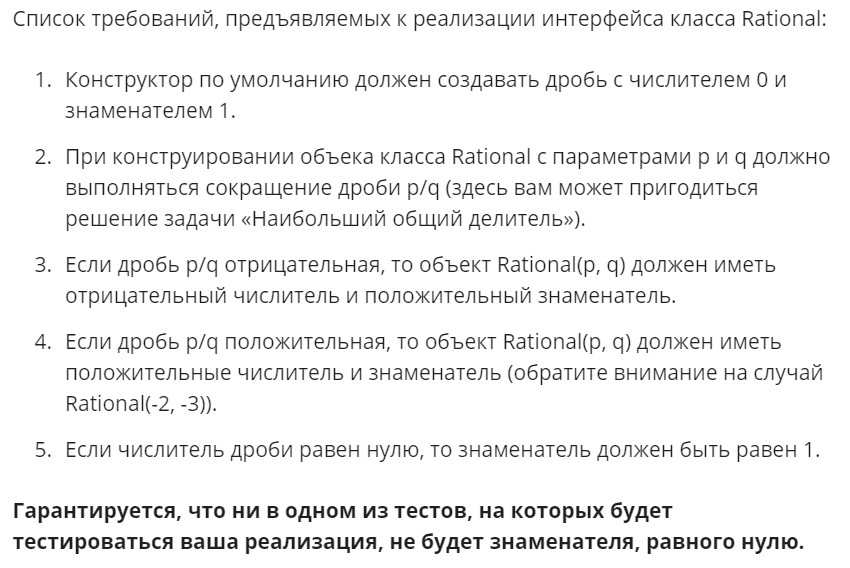 Список требований, предъявляемых к реализации интерфейса класса Rational:
1. Конструктор по умолчанию должен создавать дробь с числителем 0 и
знаменателем 1.
2. При конструировании объека класса Rational с параметрами p и q должно
выполняться сокращение дроби p/q (здесь вам может пригодиться
решение задачи «Наибольший общий делитель»).
3. Если дробь p/q отрицательная, то объект Rational(p, q) должен иметь
отрицательный числитель и положительный знаменатель.
4. Если дробь p/q положительная, то объект Rational(p, q) должен иметь
положительные числитель и знаменатель (обратите внимание на случай
Rational(-2, -3)).
5. Если числитель дроби равен нулю, то знаменатель должен быть равен 1.
Гарантируется, что ни в одном из тестов, на которых будет
тестироваться ваша реализация, не будет знаменателя, равного нулю.